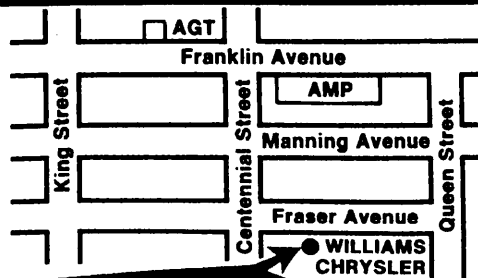 AGT
Franklin Avenue
AMP
King Street
Centennial Street
Queen Street
Manning Avenue
Fraser Avenue
WILLIAMS
CHRYSLER